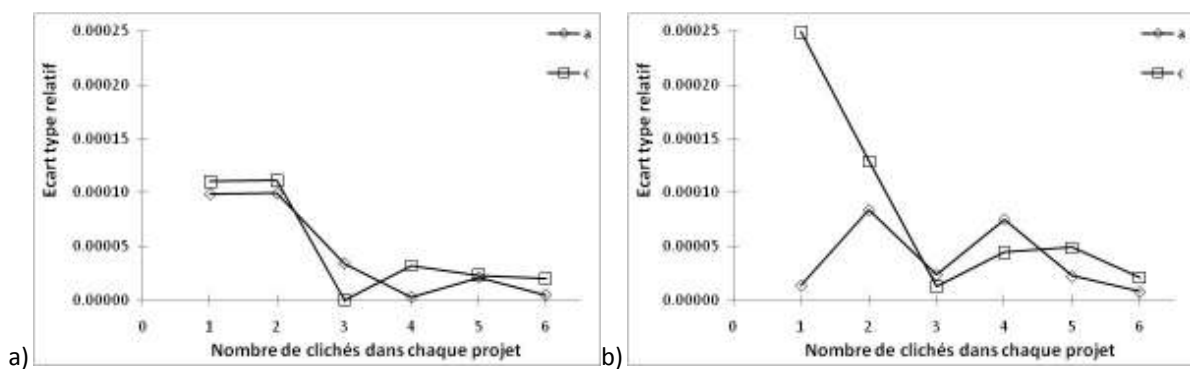 a)
Ecart type relatif
0.00025
0.00020
0.00015
0.00010
0.00005
0.00000
0 1 2 3 4 5 6
Nombre de clichés dans chaque projet
a
c
b)
Ecart type relatif
0.00025
0.00020
0.00015
0.00010
0.00005
0.00000
0 1 2 3 4 5 6
Nombre de clichés dans chaque projet
a
c